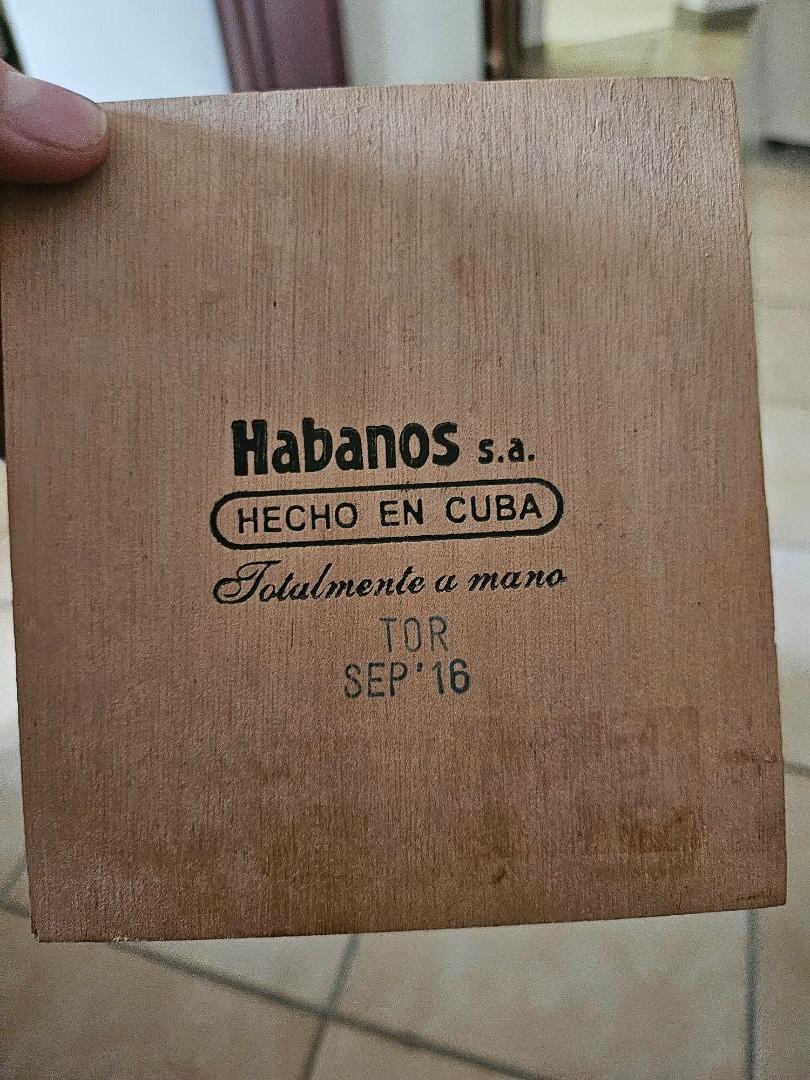 Habanos s.a.
HECHO EN CUBA
Totalmente a mano
TOR
SEP'16